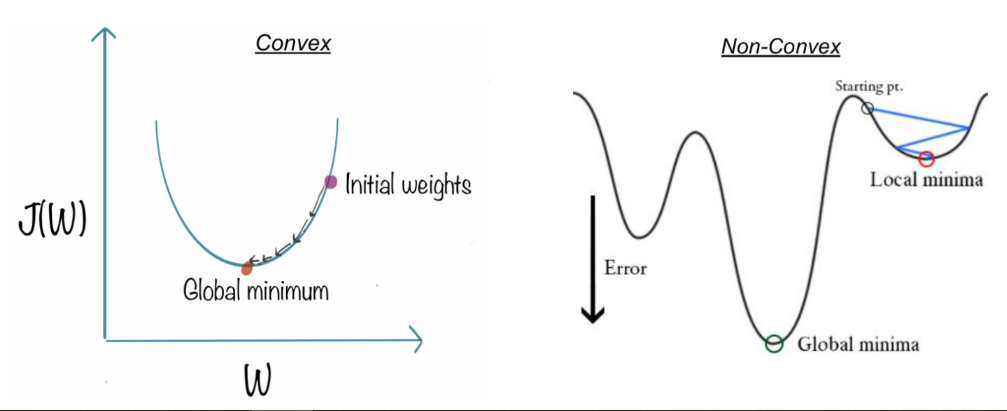 Convex
Initial weights
J(W)
Global minimum
W
Non-Convex
Starting pt.
Local minima
Error
Global minima